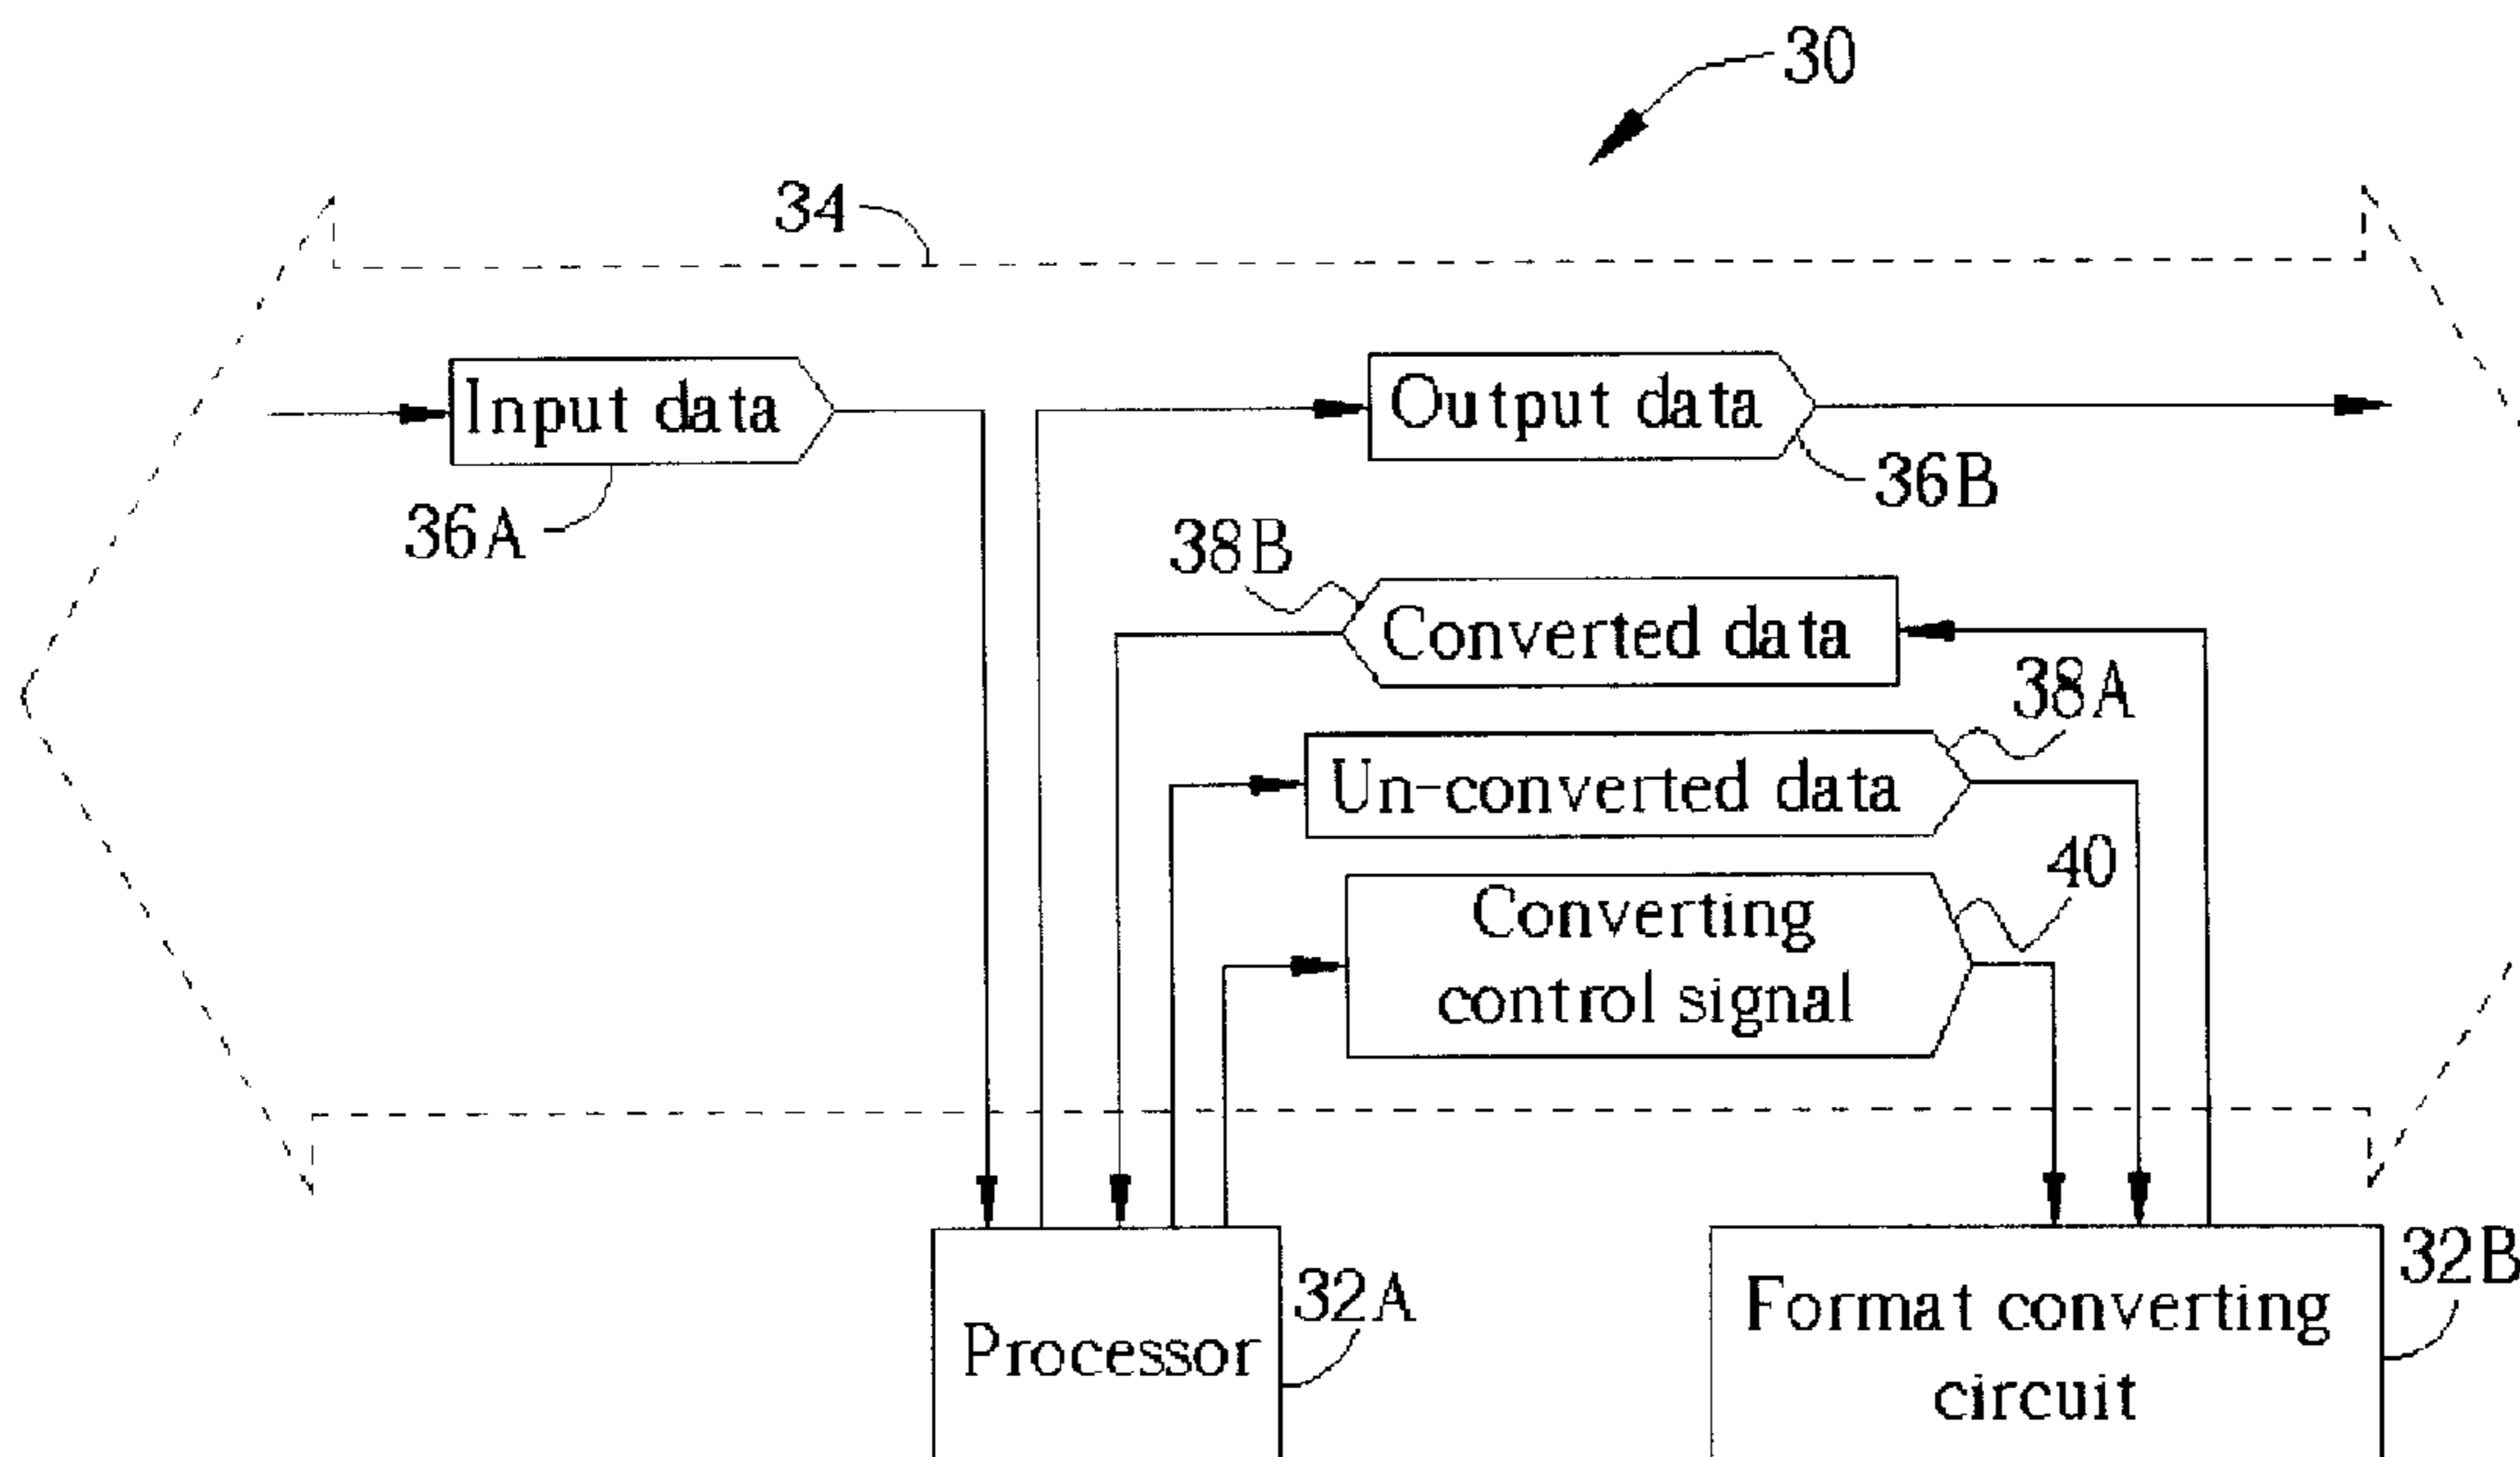 30
34
Input data
Output data
36A
36B
38B
Converted data
38A
Un-converted data
40
Converting
control signal
32A
32B
Processor
Format converting
circuit